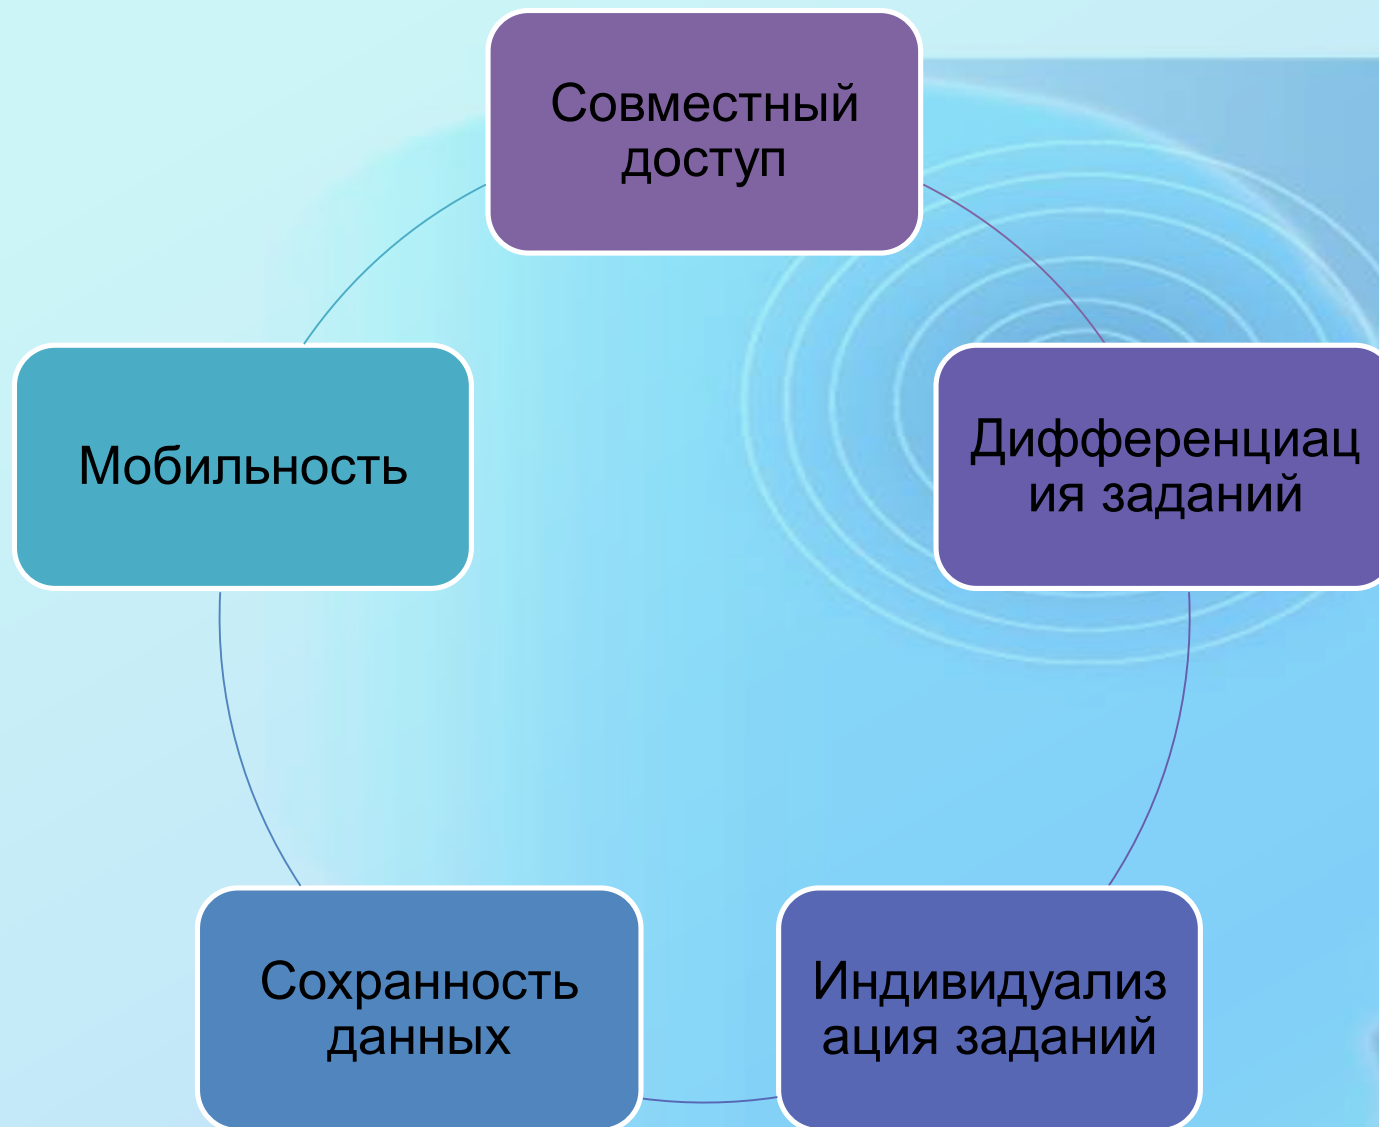 Совместный
доступ
Мобильность
Дифференциац
ия заданий
Сохранность
данных
Индивидуализ
ация заданий